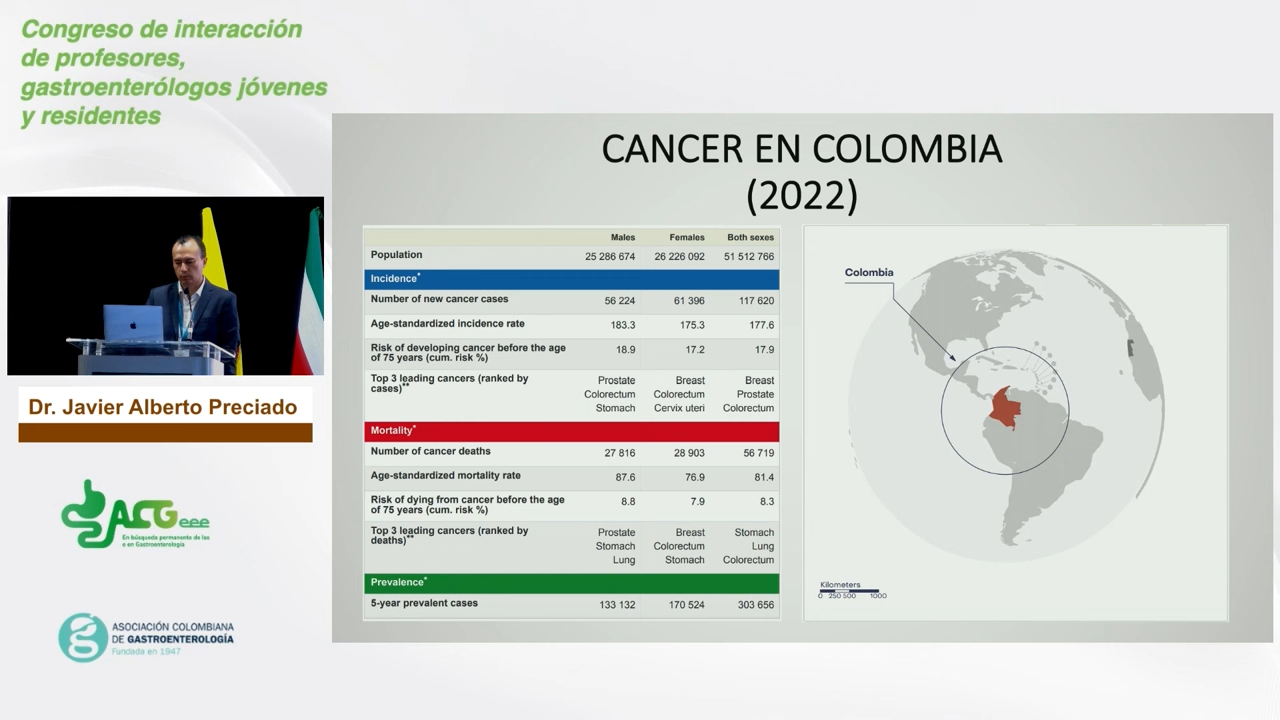 Congreso de interacción
de profesores,
gastroenterólogos jóvenes
y residentes
Dr. Javier Alberto Preciado
ACGeee
En búsqueda permanente de las
e en Gastroenterología
ASOCIACIÓN COLOMBIANA
DE GASTROENTEROLOGÍA
Fundada en 1947
CANCER EN COLOMBIA
(2022)
Males Females Both sexes
Population 25 286 674 26 226 092 51 512 766
Incidence*
Number of new cancer cases 56 224 61 396 117 620
Age-standardized incidence rate 183.3 175.3 177.6
Risk of developing cancer before the age
of 75 years (cum. risk %) 18.9 17.2 17.9
Top 3 leading cancers (ranked by
cases)** Prostate Breast Breast
Colorectum Colorectum Prostate
Stomach Cervix uteri Colorectum
Mortality*
Number of cancer deaths 27 816 28 903 56 719
Age-standardized mortality rate 87.6 76.9 81.4
Risk of dying from cancer before the age
of 75 years (cum. risk %) 8.8 7.9 8.3
Top 3 leading cancers (ranked by
deaths)** Prostate Breast Stomach
Stomach Colorectum Lung
Lung Stomach Colorectum
Prevalence*
5-year prevalent cases 133 132 170 524 303 656
Colombia
Kilometers
0 250 500 1000